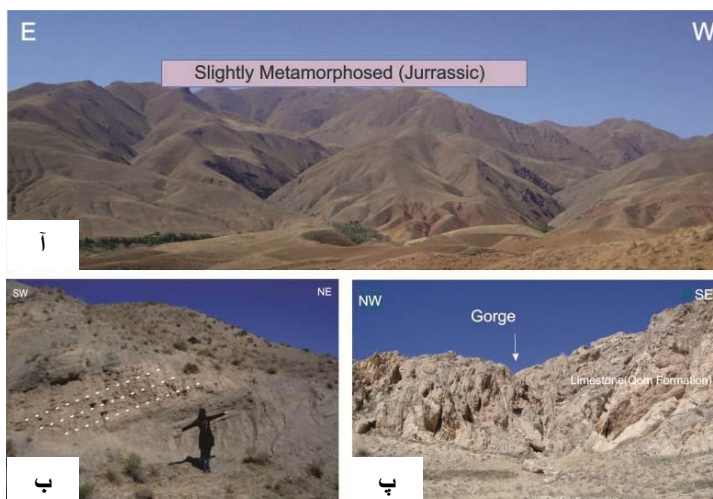 E
W
Slightly Metamorphosed (Jurrassic)
آ
SW
NE
ب
NW
SE
Gorge
Limestone(Qom Formation)
پ